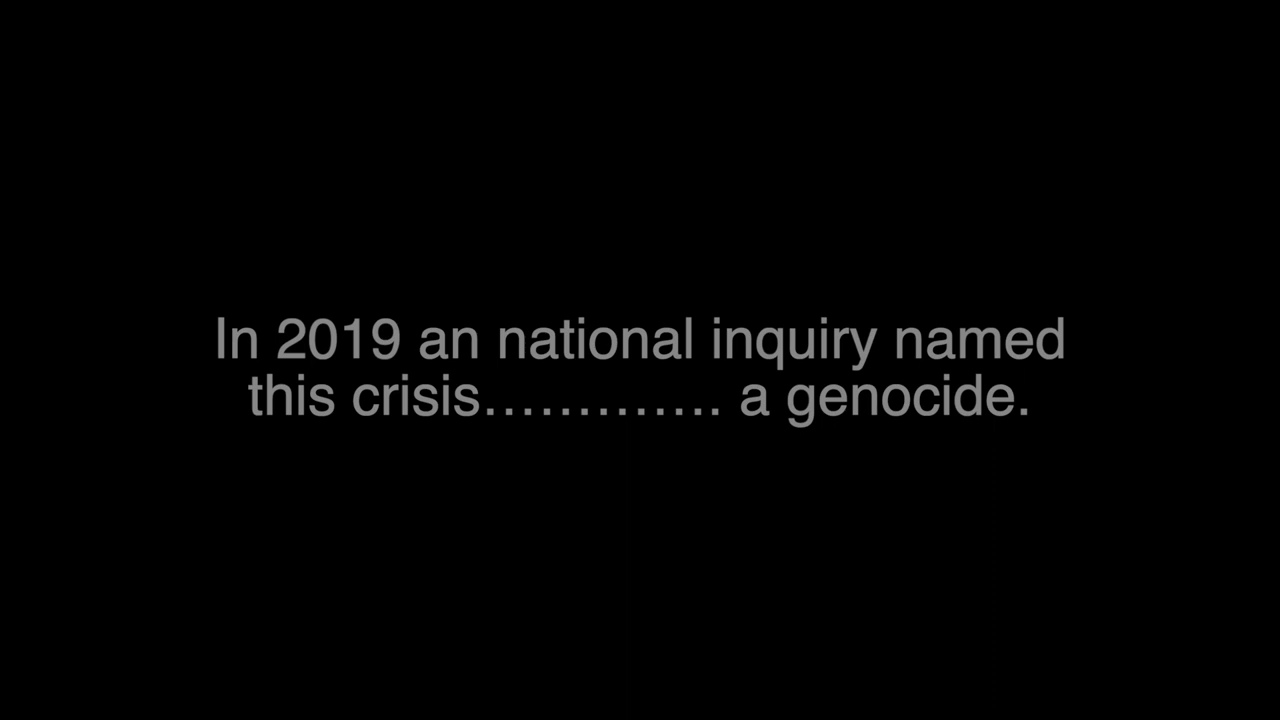 In 2019 an national inquiry named
this crisis............. a genocide.